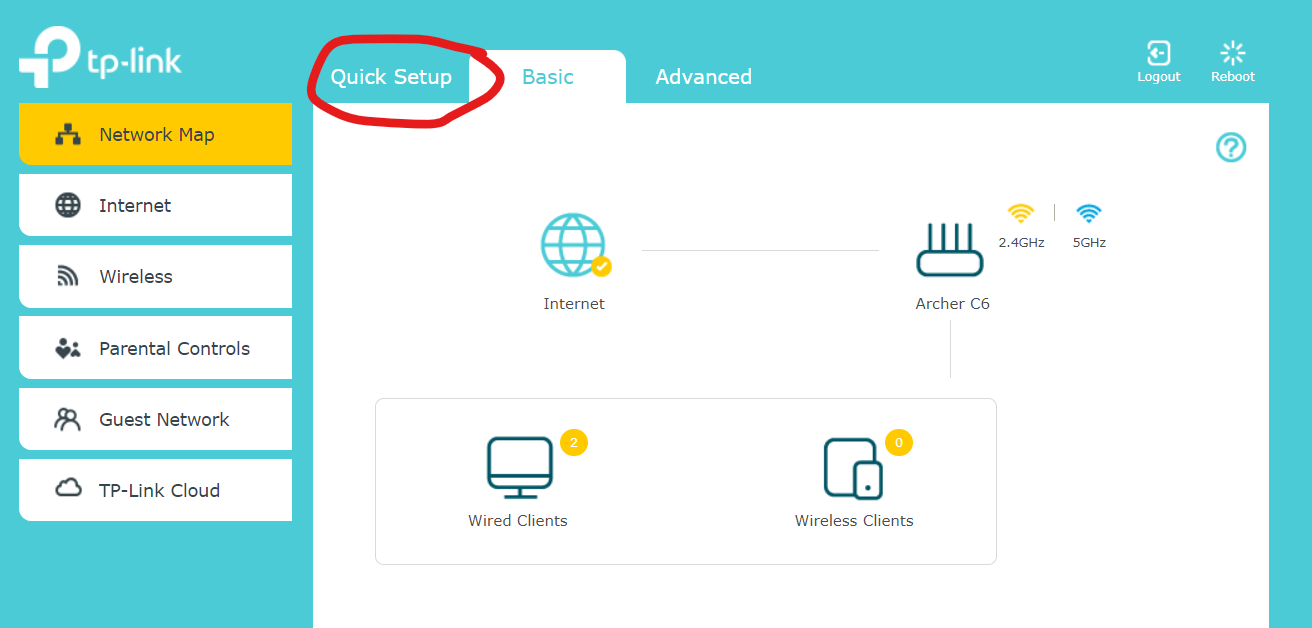 tp-link
Quick Setup
Basic
Advanced
Logout
Reboot
Network Map
Internet
Wireless
Parental Controls
Guest Network
TP-Link Cloud
?
2.4GHz
5GHz
Internet
Archer C6
2
0
Wired Clients
Wireless Clients